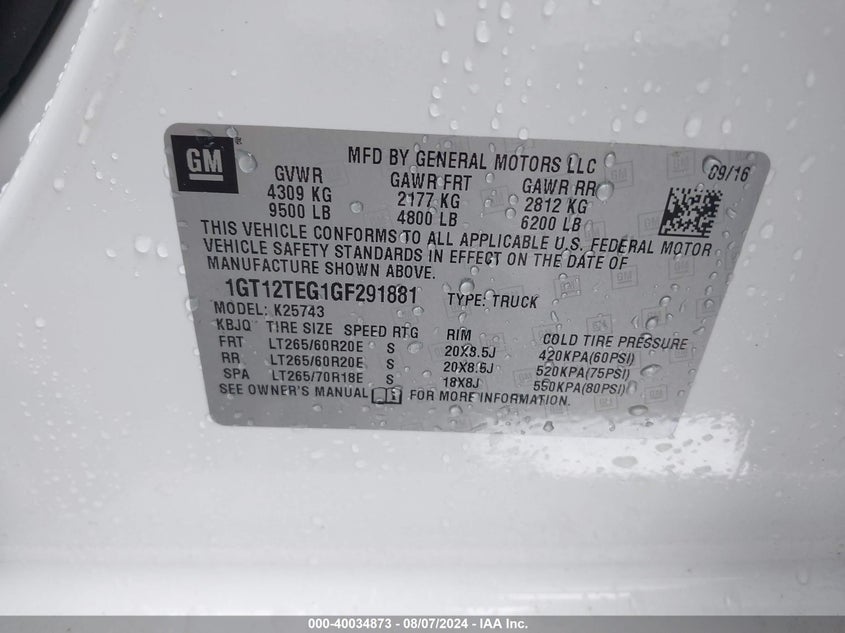 GM
MFD BY GENERAL MOTORS LLC
09/16
GVWR GAWR FRT GAWR RR
4309 KG 2177 KG 2812 KG
9500 LB 4800 LB 6200 LB
THIS VEHICLE CONFORMS TO ALL APPLICABLE U.S. FEDERAL MOTOR
VEHICLE SAFETY STANDARDS IN EFFECT ON THE DATE OF
MANUFACTURE SHOWN ABOVE.
1GT12TEG1GF291881 TYPE: TRUCK
MODEL: K25743
KBJQ TIRE SIZE SPEED RTG RIM COLD TIRE PRESSURE
FRT LT265/60R20E S 20X8.5J 420KPA(60PSI)
RR LT265/60R20E S 20X8.5J 520KPA(75PSI)
SPA LT265/70R18E S 18X8J 550KPA(80PSI)
SEE OWNER'S MANUAL FOR MORE INFORMATION.
000-40034873 - 08/07/2024 - IAA Inc.